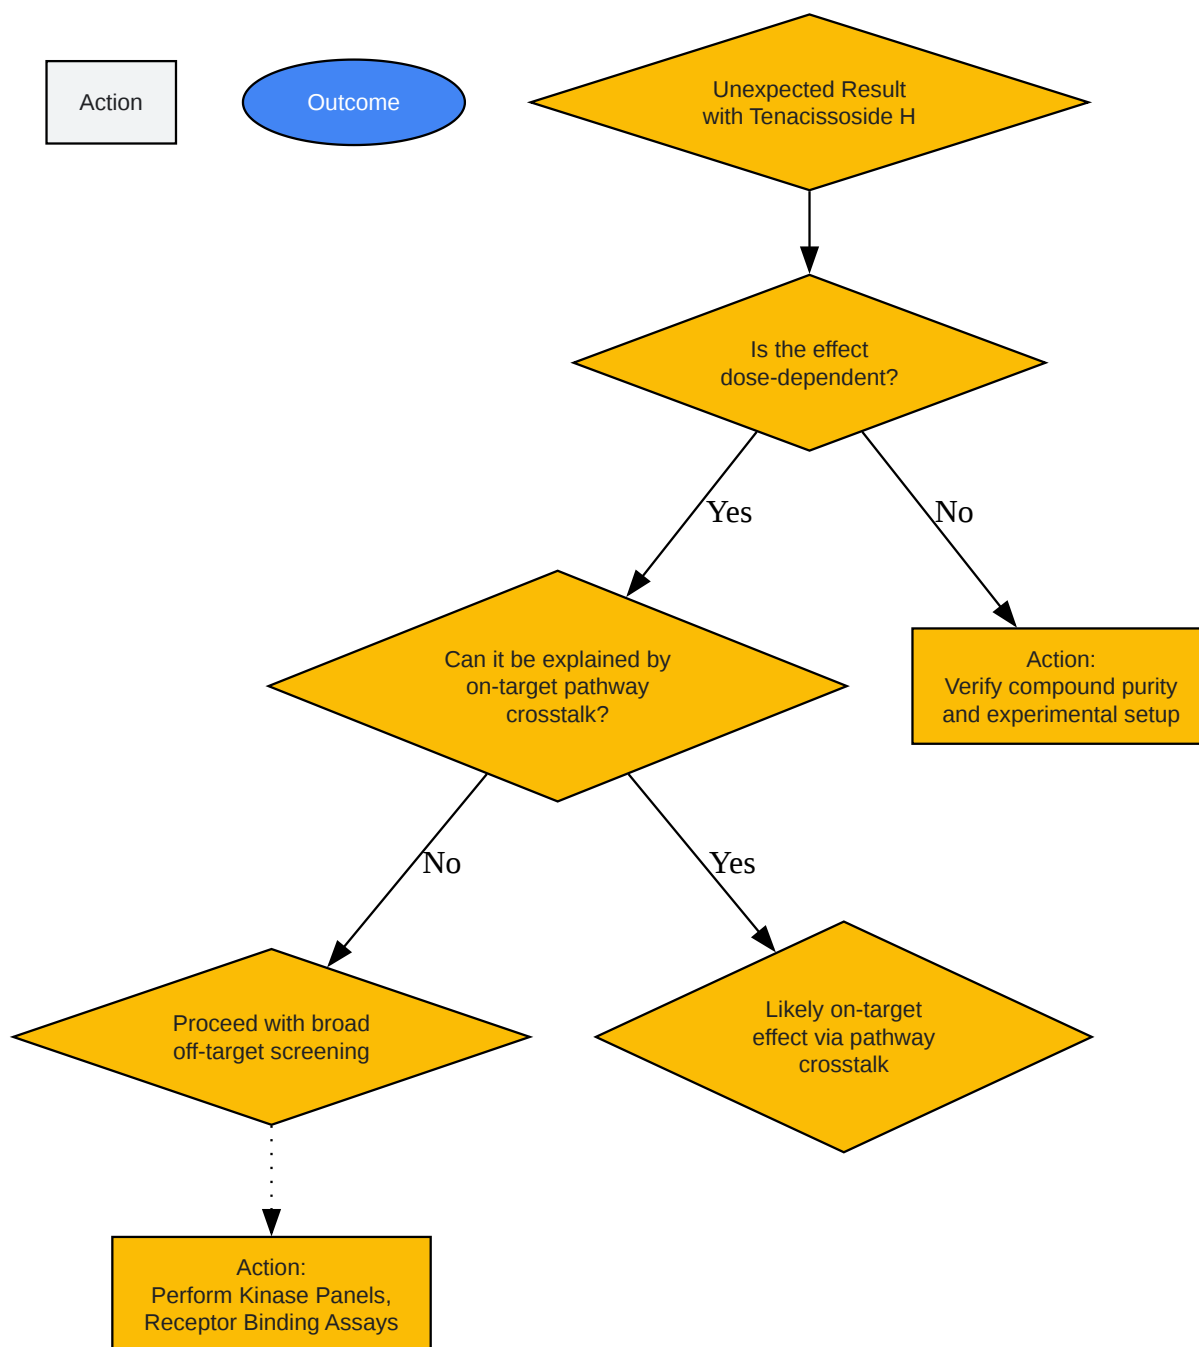 Action
Outcome
Unexpected Result
with Tenacissoside H
Is the effect
dose-dependent?
Yes
No
Can it be explained by
on-target pathway
crosstalk?
Action:
Verify compound purity
and experimental setup
No
Yes
Proceed with broad
off-target screening
Likely on-target
effect via pathway
crosstalk
Action:
Perform Kinase Panels,
Receptor Binding Assays